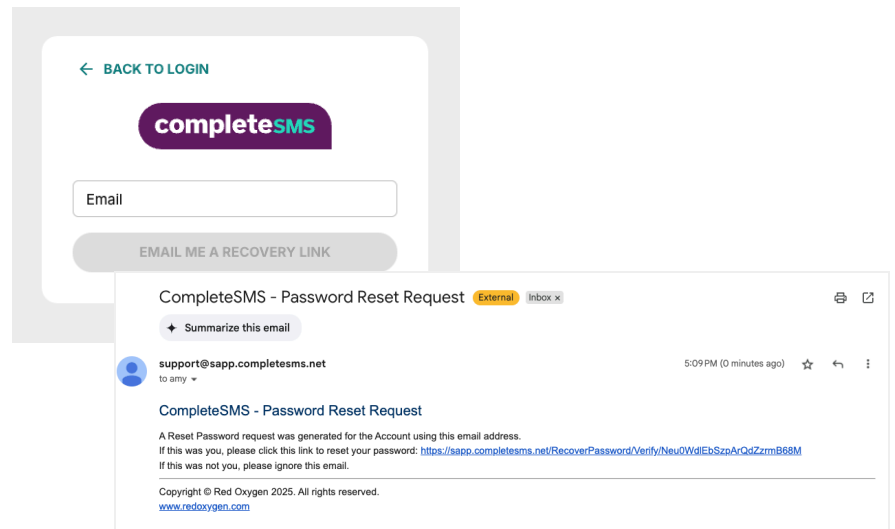 BACK TO LOGIN
completeSMS
Email
EMAIL ME A RECOVERY LINK
CompleteSMS - Password Reset Request External Inbox x
Summarize this email
support@sapp.completesms.net 5:09 PM (0 minutes ago)
to amy
CompleteSMS - Password Reset Request
A Reset Password request was generated for the Account using this email address.
If this was you, please click this link to reset your password: https://sapp.completesms.net/RecoverPassword/Verify/Neu0WdlEbSzpArQdZzrmB68M
If this was not you, please ignore this email.
Copyright © Red Oxygen 2025. All rights reserved.
www.redoxygen.com